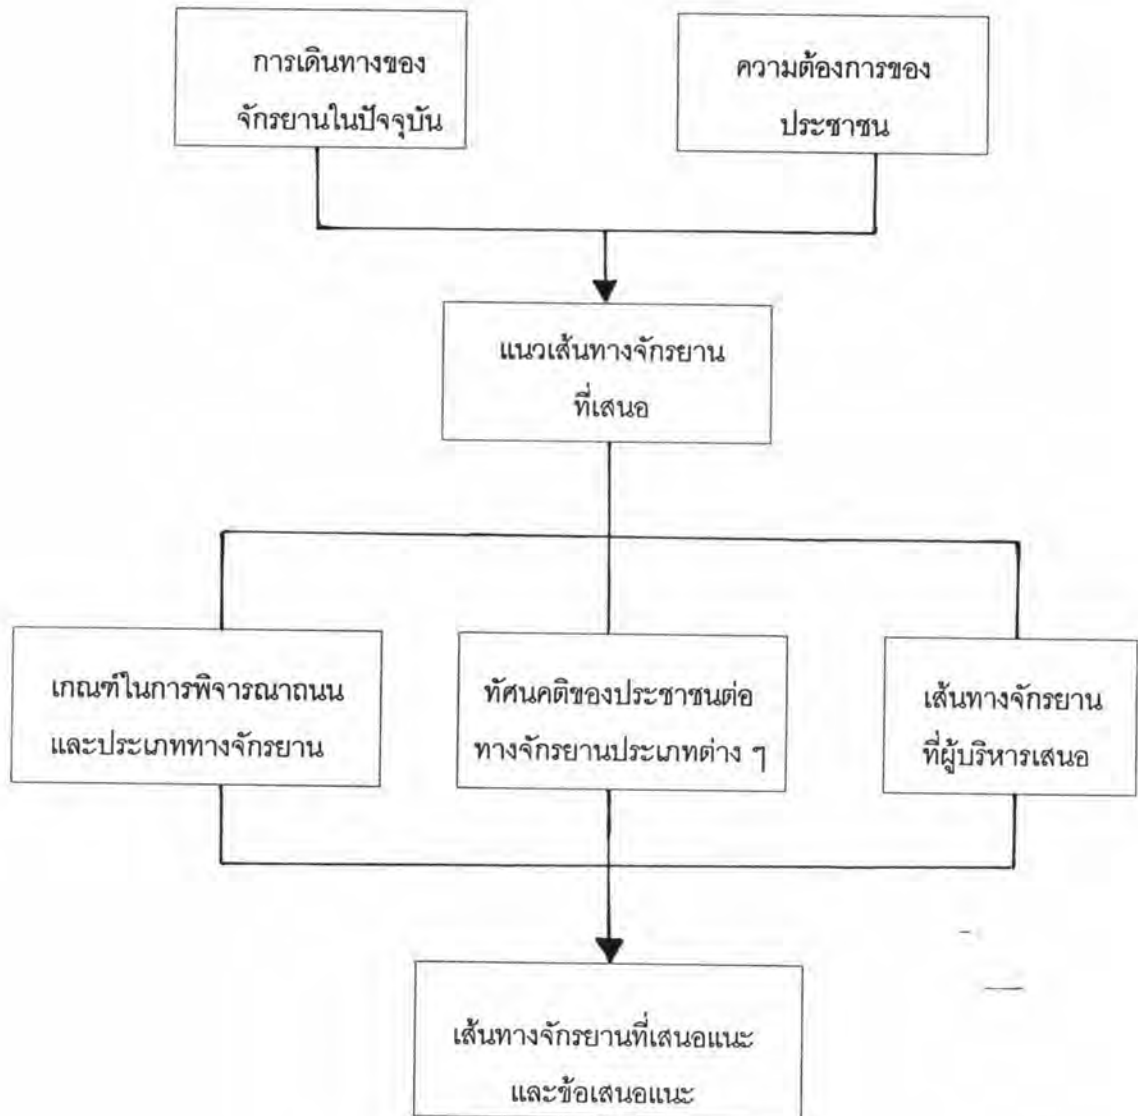 การเดินทางของ
จักรยานในปัจจุบัน
ความต้องการของ
ประชาชน
แนวเส้นทางจักรยาน
ที่เสนอ
เกณฑ์ในการพิจารณาถนน
และประเภททางจักรยาน
ทัศนคติของประชาชนต่อ
ทางจักรยานประเภทต่าง ๆ
เส้นทางจักรยาน
ที่ผู้บริหารเสนอ
เส้นทางจักรยานที่เสนอแนะ
และข้อเสนอแนะ